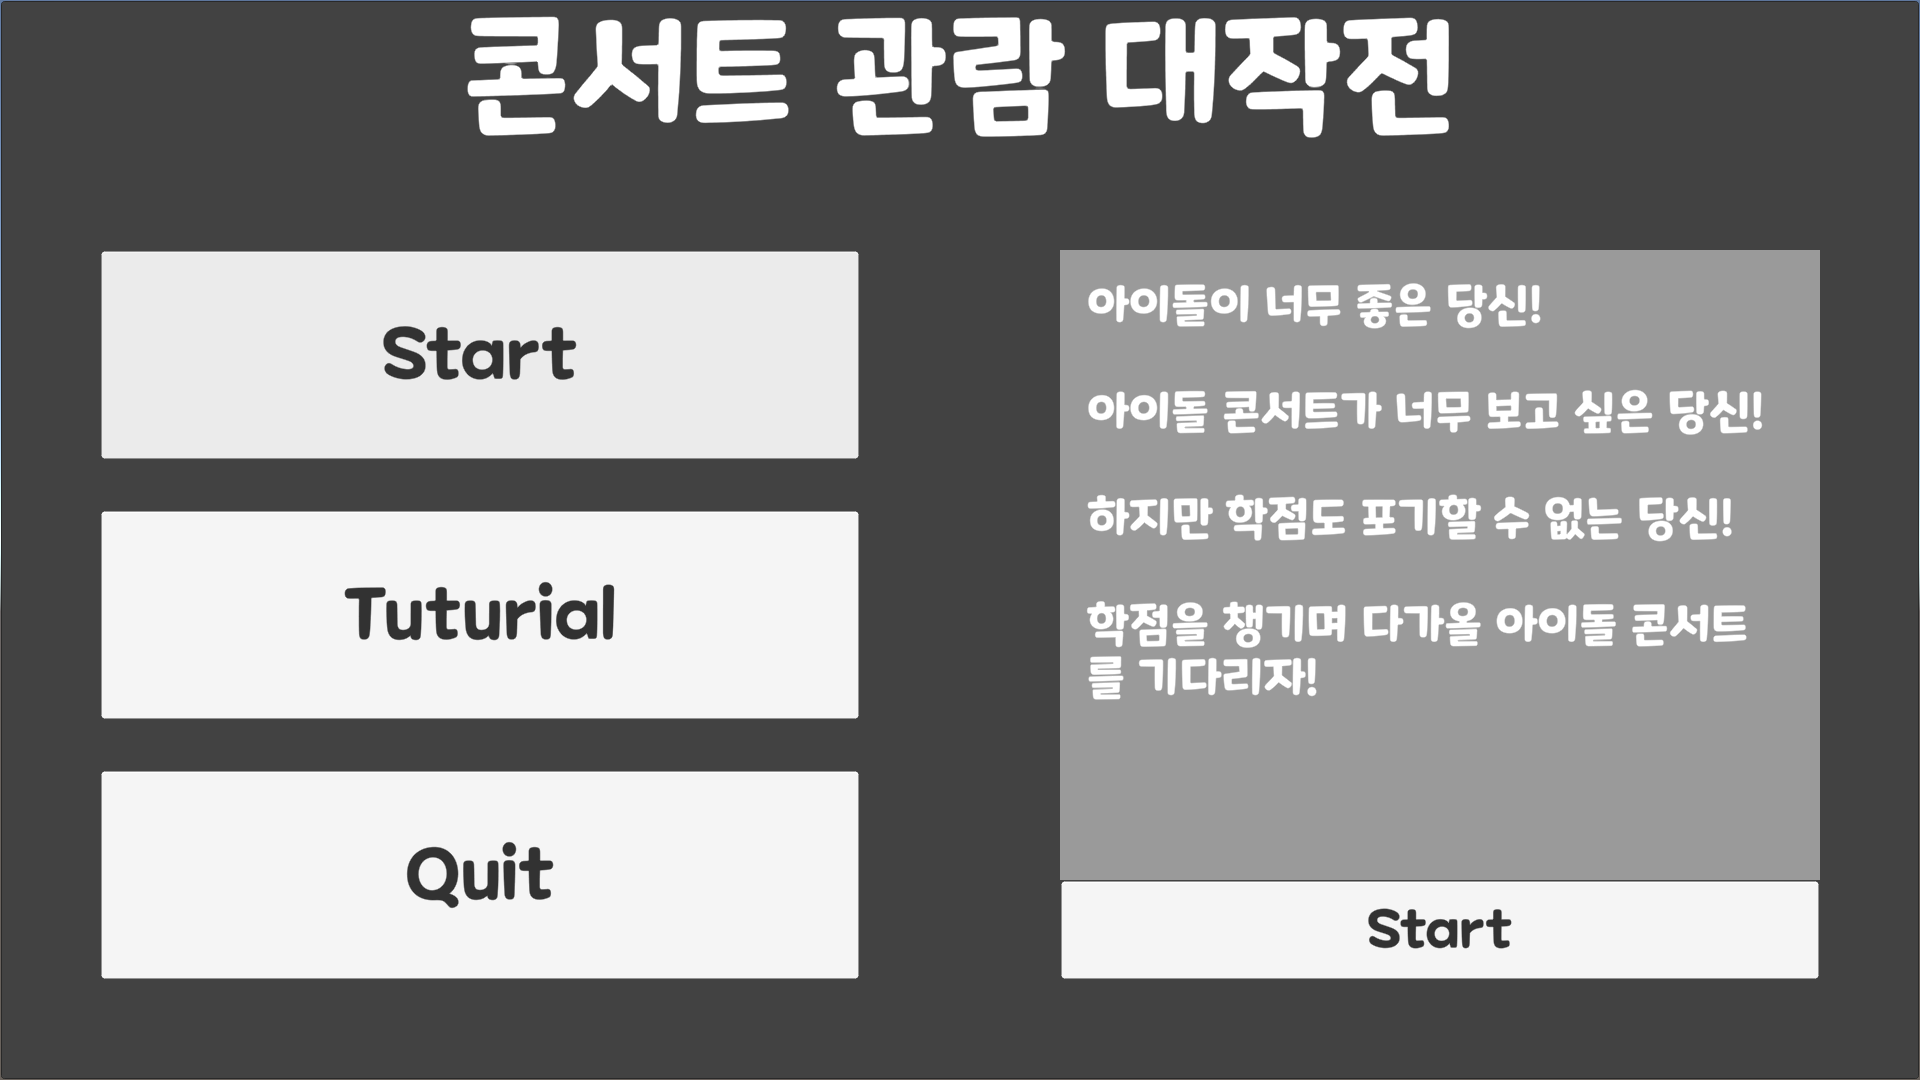 콘서트 관람 대작전
Start
Tuturial
Quit
아이돌이 너무 좋은 당신!
아이돌 콘서트가 너무 보고 싶은 당신!
하지만 학점도 포기할 수 없는 당신!
학점을 챙기며 다가올 아이돌 콘서트
를 기다리자!
Start